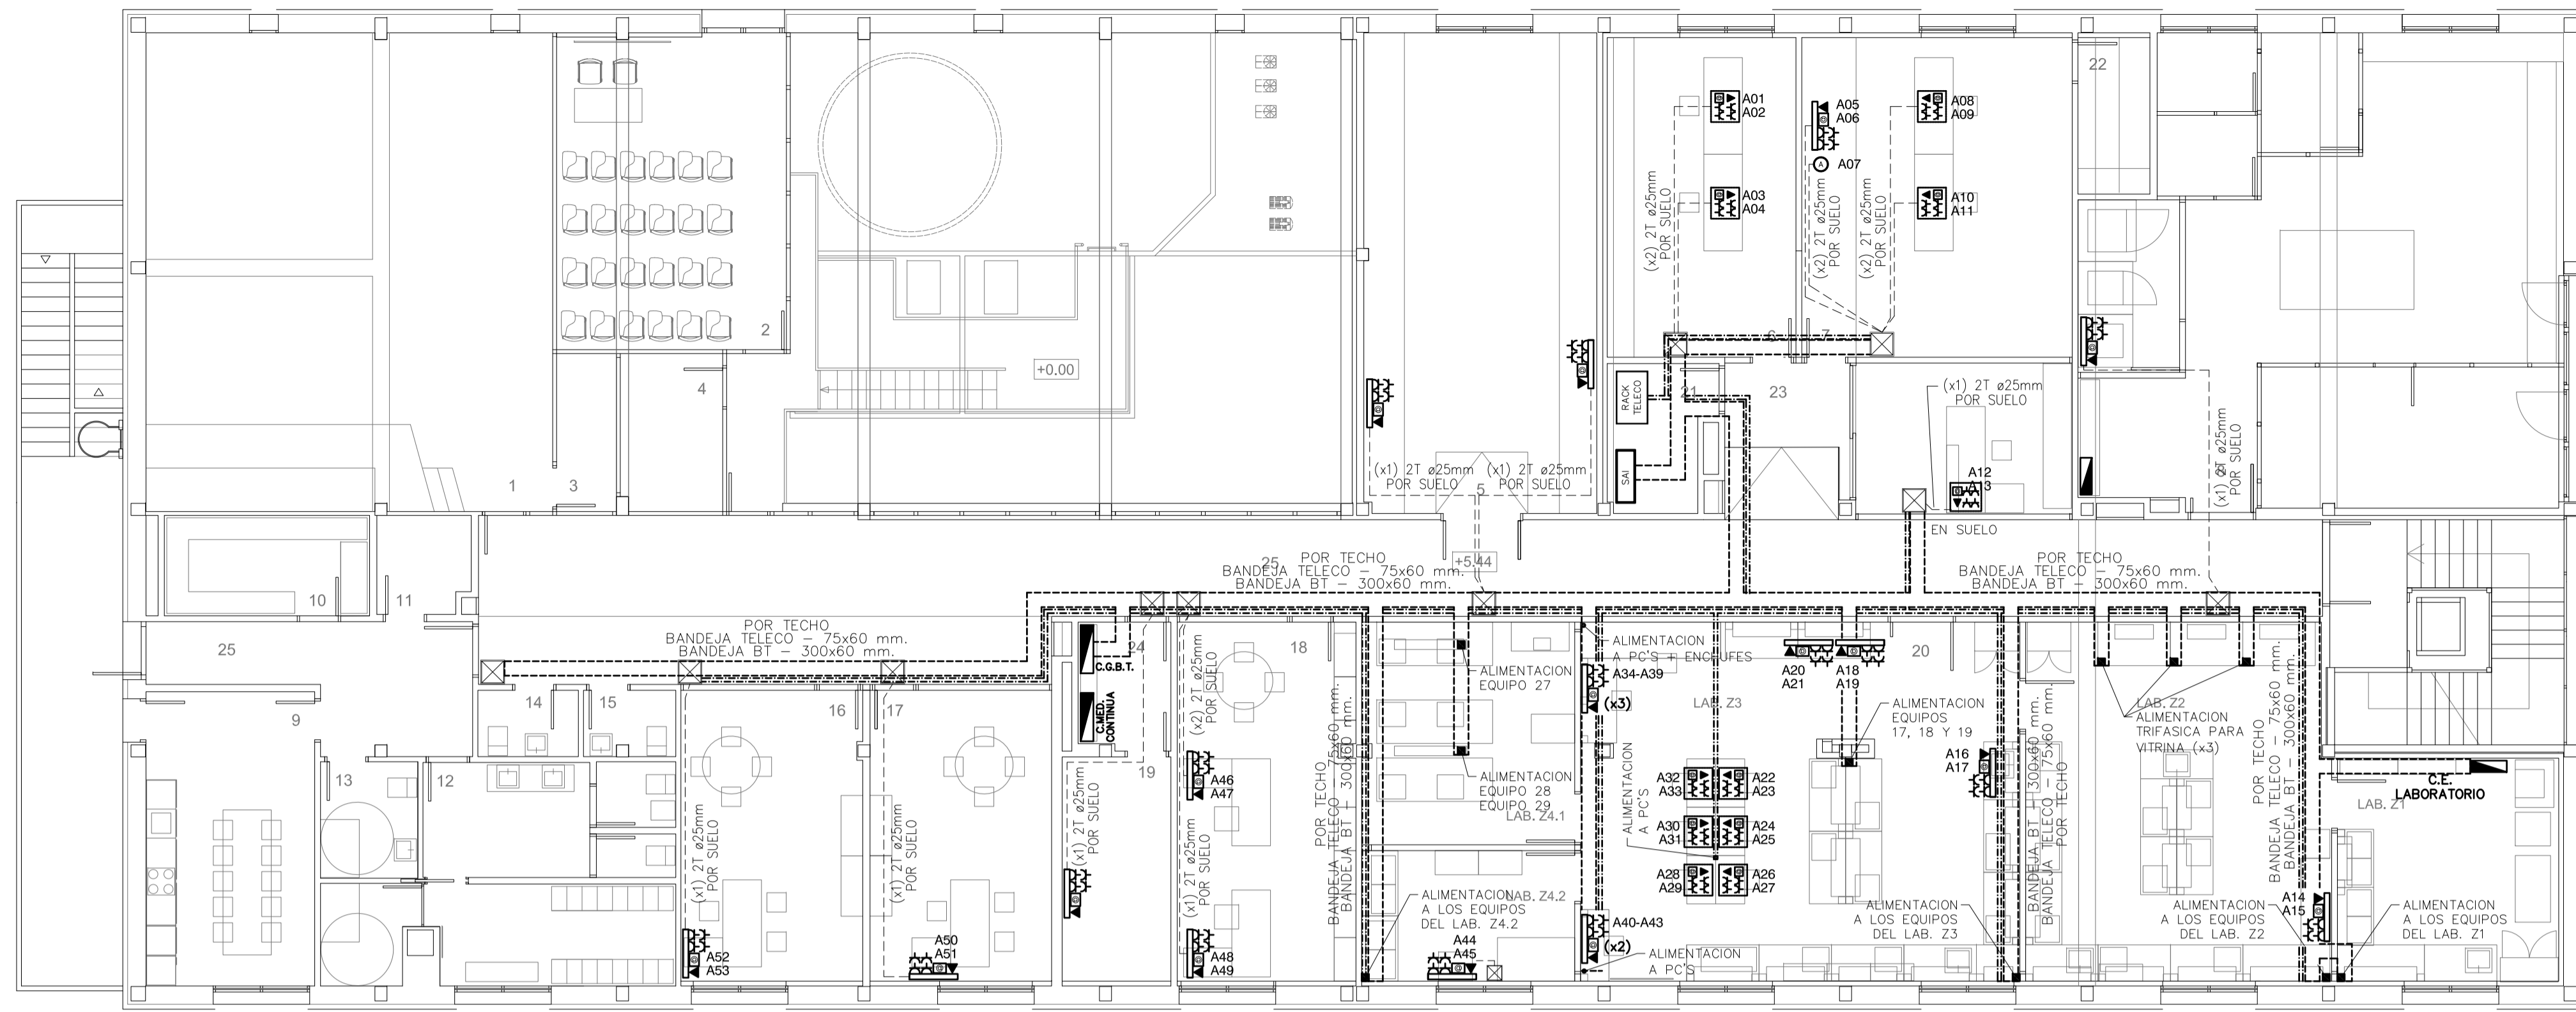 22
A01
A02
A05
A06
A08
A09
A07
A03
A04
A10
A11
(x2) 2T ø25mm
POR SUELO
(x2) 2T ø25mm
POR SUELO
(x2) 2T ø25mm
POR SUELO
2
4
+0.00
6
7
RACK
TELECO
21
23
SAI
(x1) 2T ø25mm
POR SUELO
A12
A13
EN SUELO
(x1) 2T ø25mm
POR SUELO
(x1) 2T ø25mm
POR SUELO
(x1) 2T ø25mm
POR SUELO
5
1
3
10
11
25
POR TECHO
BANDEJA TELECO – 75x60 mm.
BANDEJA BT – 300x60 mm.
+5.44
POR TECHO
BANDEJA TELECO – 75x60 mm.
BANDEJA BT – 300x60 mm.
25
POR TECHO
BANDEJA TELECO – 75x60 mm.
BANDEJA BT – 300x60 mm.
9
14
15
16
17
24
C.G.B.T.
C.MED.
CONTINUA
18
19
20
13
12
(x2) 2T ø25mm
POR SUELO
(x1) 2T ø25mm
POR SUELO
(x1) 2T ø25mm
POR SUELO
(x1) 2T ø25mm
POR SUELO
(x1) 2T ø25mm
POR SUELO
A46
A47
A48
A49
A50
A51
A52
A53
POR TECHO
BANDEJA TELECO – 75x60 mm.
BANDEJA BT – 300x60 mm.
ALIMENTACION
EQUIPO 27
ALIMENTACION
EQUIPO 28
EQUIPO 29
LAB. Z4.1
LAB. Z4.2
ALIMENTACION
A LOS EQUIPOS
DEL LAB. Z4.2
A44
A45
ALIMENTACION
A PC'S + ENCHUFES
A34-A39
(x3)
A40-A43
(x2)
ALIMENTACION
A PC'S
LAB. Z3
ALIMENTACION
A PC'S
A32
A33
A22
A23
A30
A31
A24
A25
A28
A29
A26
A27
A20
A21
A18
A19
ALIMENTACION
EQUIPOS
17, 18 Y 19
A16
A17
ALIMENTACION
A LOS EQUIPOS
DEL LAB. Z3
BANDEJA BT – 300x60 mm.
BANDEJA TELECO – 75x60 mm.
POR TECHO
LAB. Z2
ALIMENTACION
TRIFASICA PARA
VITRINA (x3)
POR TECHO
BANDEJA TELECO – 75x60 mm.
BANDEJA BT – 300x60 mm.
ALIMENTACION
A LOS EQUIPOS
DEL LAB. Z2
A14
A15
C.E.
LABORATORIO
LAB. Z1
ALIMENTACION
A LOS EQUIPOS
DEL LAB. Z1